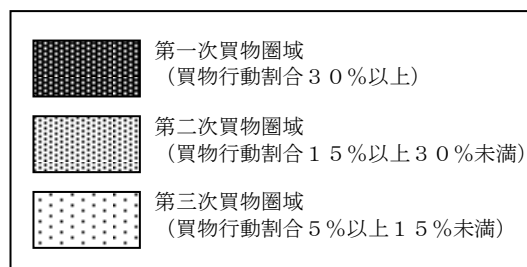 第一次買物圏域
（買物行動割合３０％以上）
第二次買物圏域
（買物行動割合１５％以上３０％未満）
第三次買物圏域
（買物行動割合５％以上１５％未満）